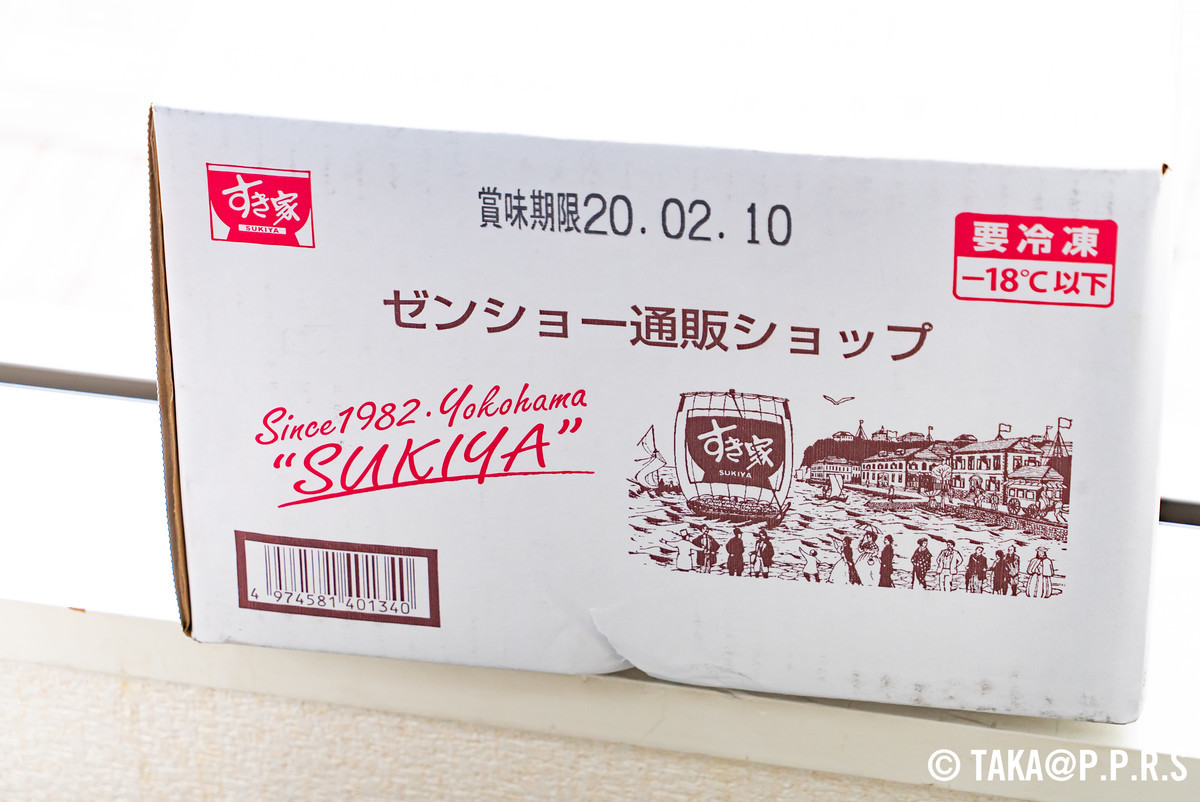 すき家
SUKIYA
賞味期限20.02.10
要冷凍
-18℃以下
ゼンショー通販ショップ
Since1982.Yokohama
“SUKIYA”
すき家
SUKIYA
4 974581 401340
© TAKA@P.P.R.S